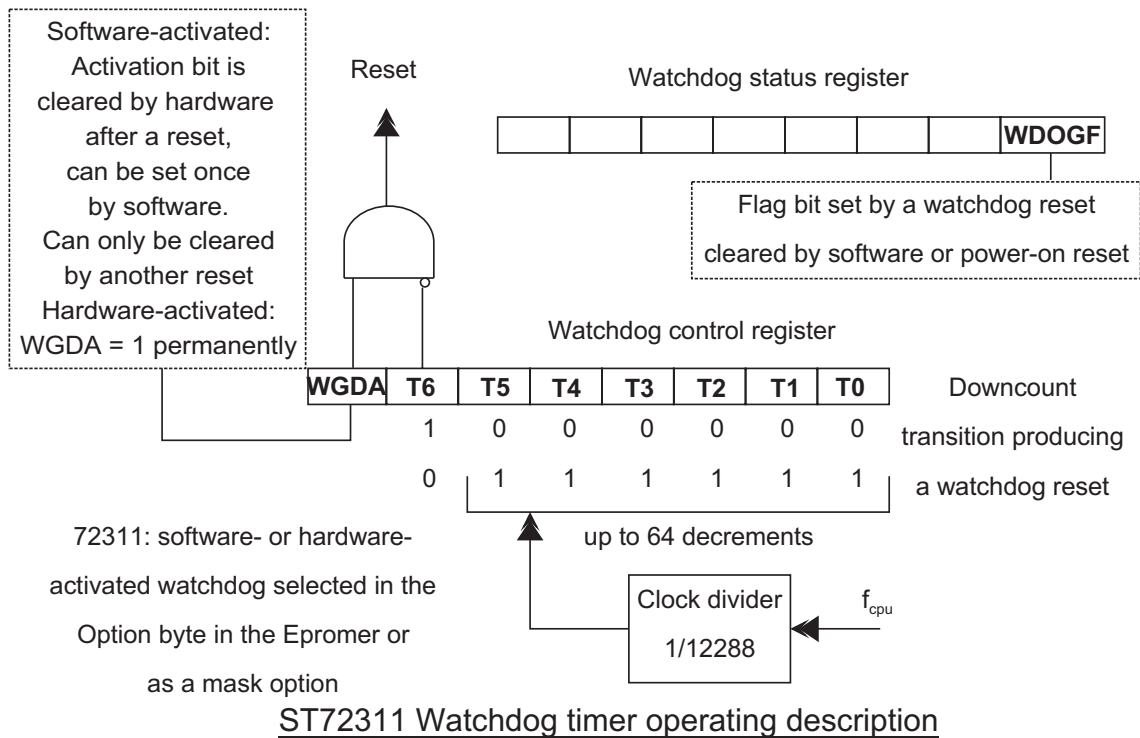 Software-activated:
Activation bit is
cleared by hardware
after a reset,
can be set once
by software.
Can only be cleared
by another reset
Hardware-activated:
WGDA = 1 permanently
Reset
Watchdog status register
WDOGF
Flag bit set by a watchdog reset
cleared by software or power-on reset
Watchdog control register
WGDA T6 T5 T4 T3 T2 T1 T0
1 0 0 0 0 0 0
0 1 1 1 1 1 1
Downcount
transition producing
a watchdog reset
up to 64 decrements
72311: software- or hardware-
activated watchdog selected in the
Option byte in the Epromer or
as a mask option
Clock divider
1/12288
fcpu
ST72311 Watchdog timer operating description